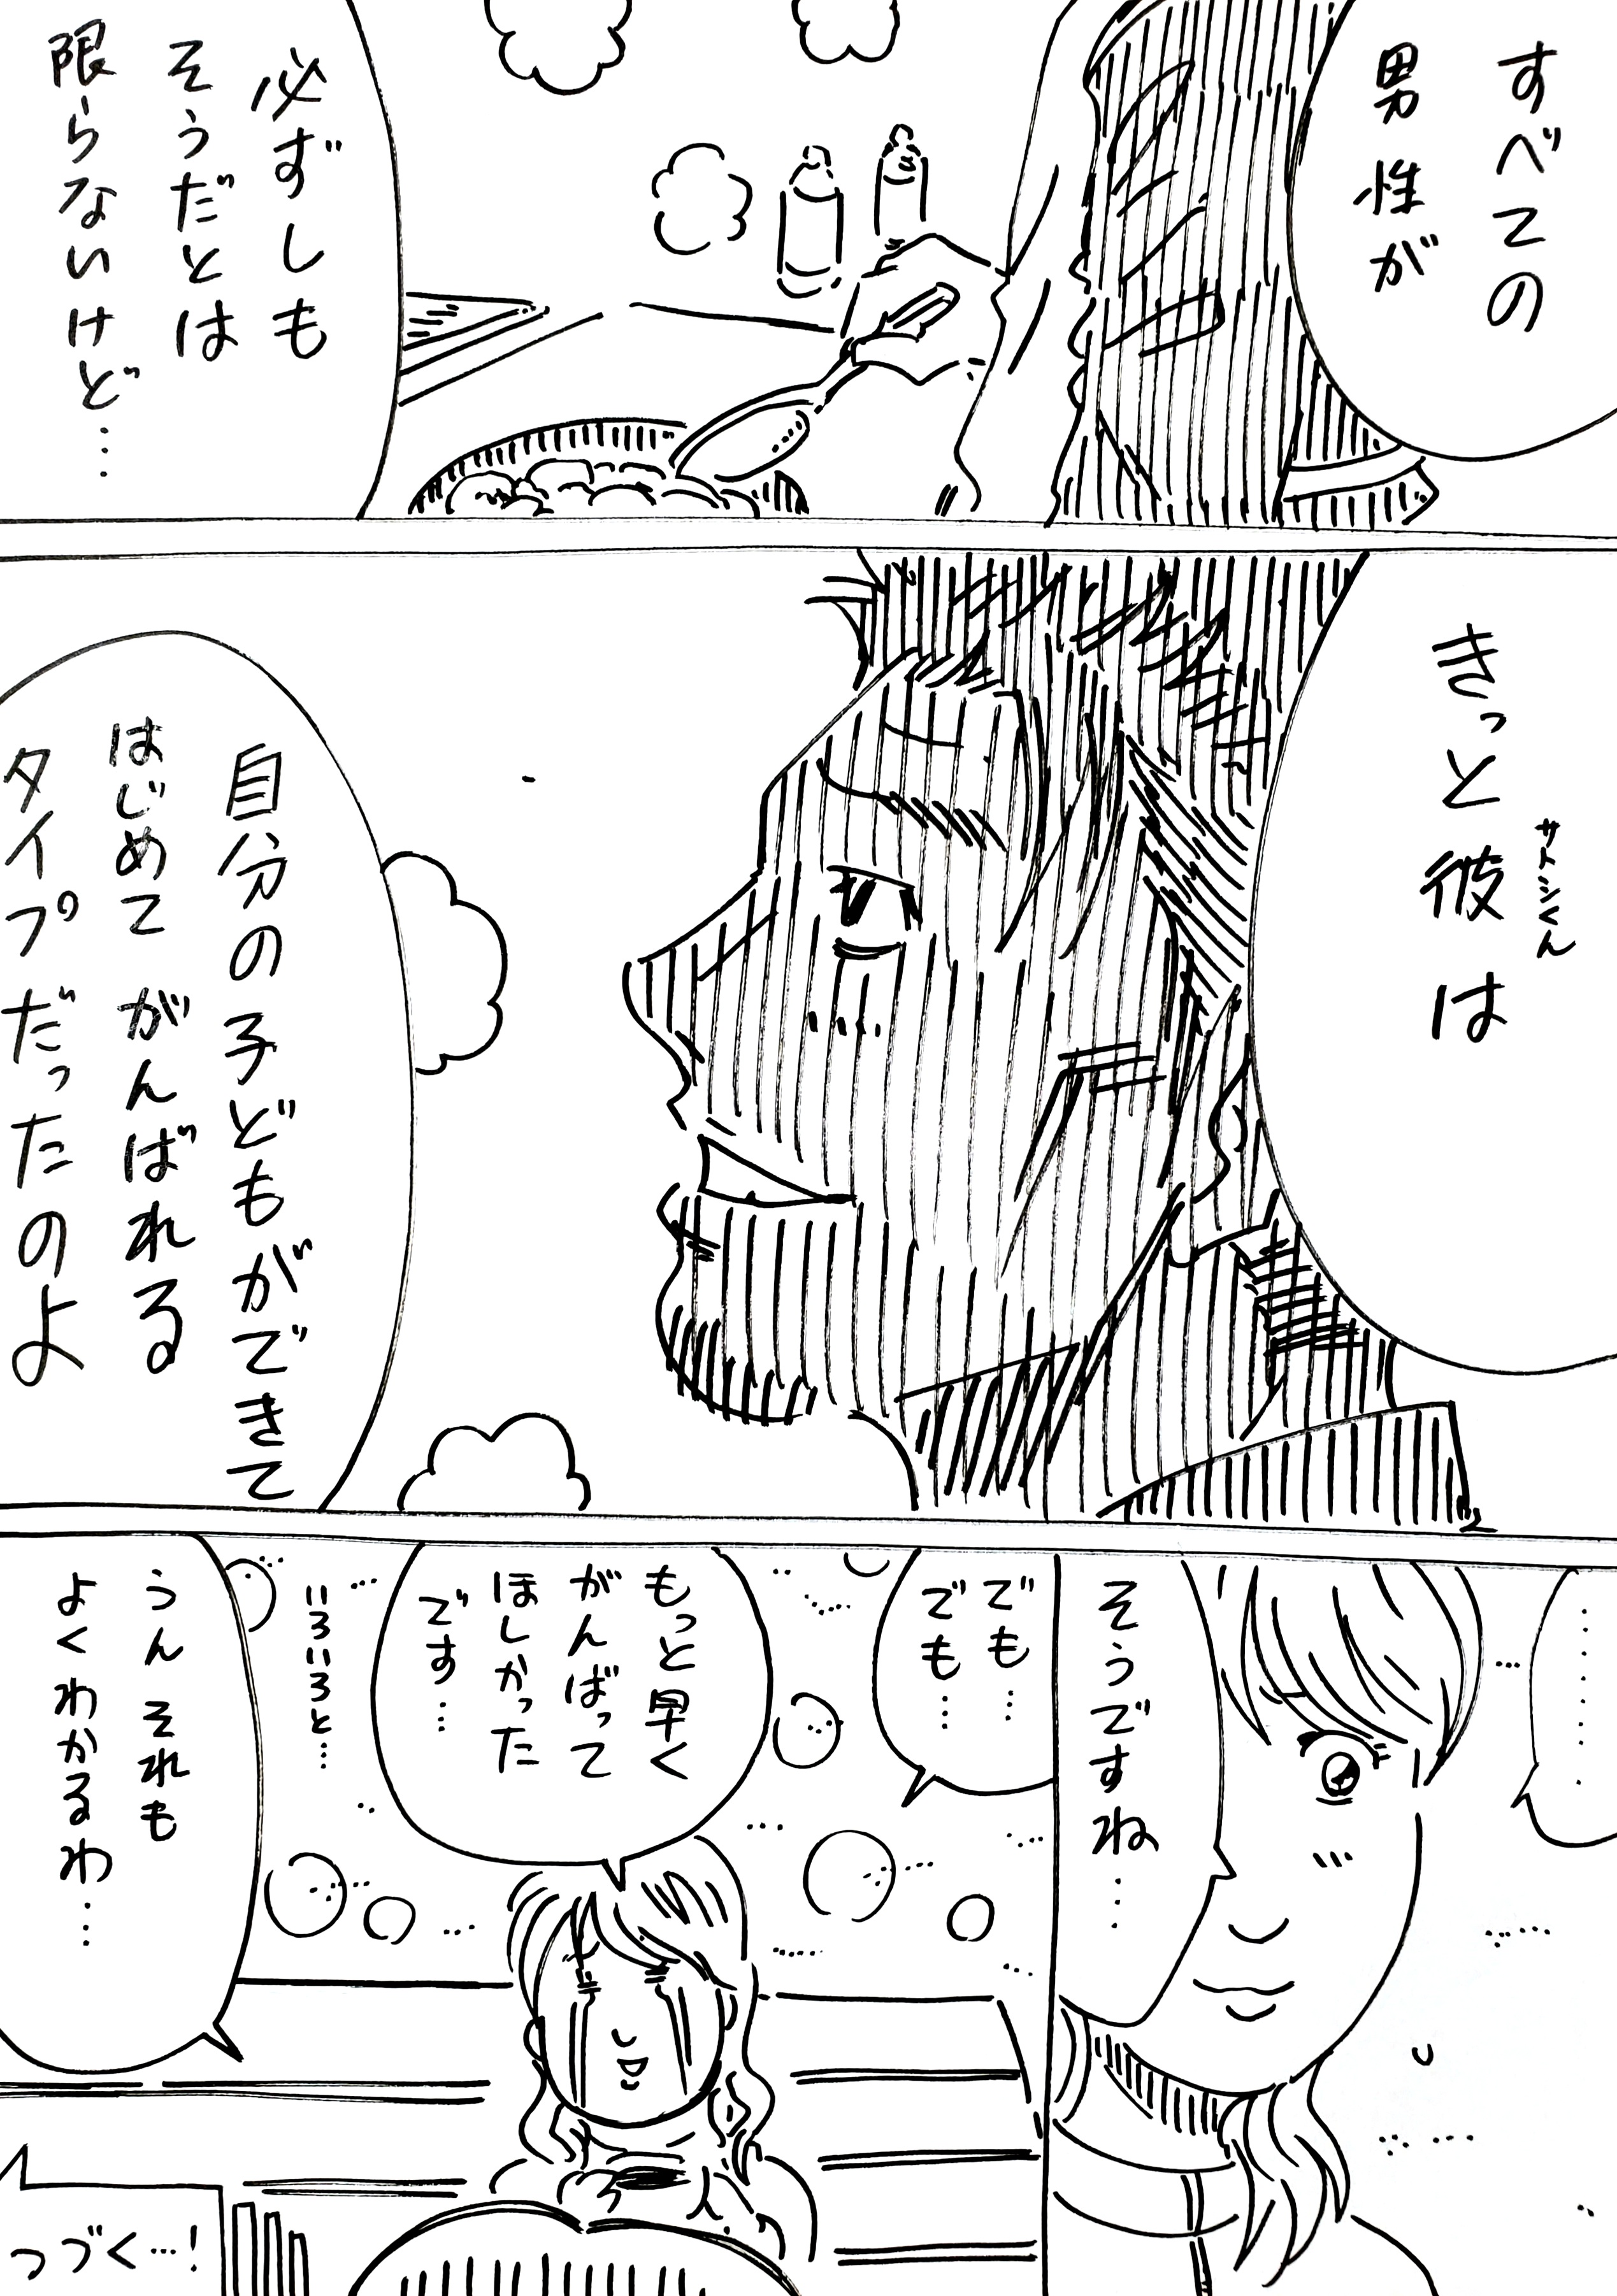 すべての
男性が
必ずしも
そうだとは
限らないけど……
きっと彼は
サトシくん
自分の子どもができて
はじめてがんばれる
タイプだったのよ
………
そうですね……
でも…
でも…
もっと早く
がんばって
ほしかった
です…
いろいろと…
うん それも
よくわかるわ……
つづく…!